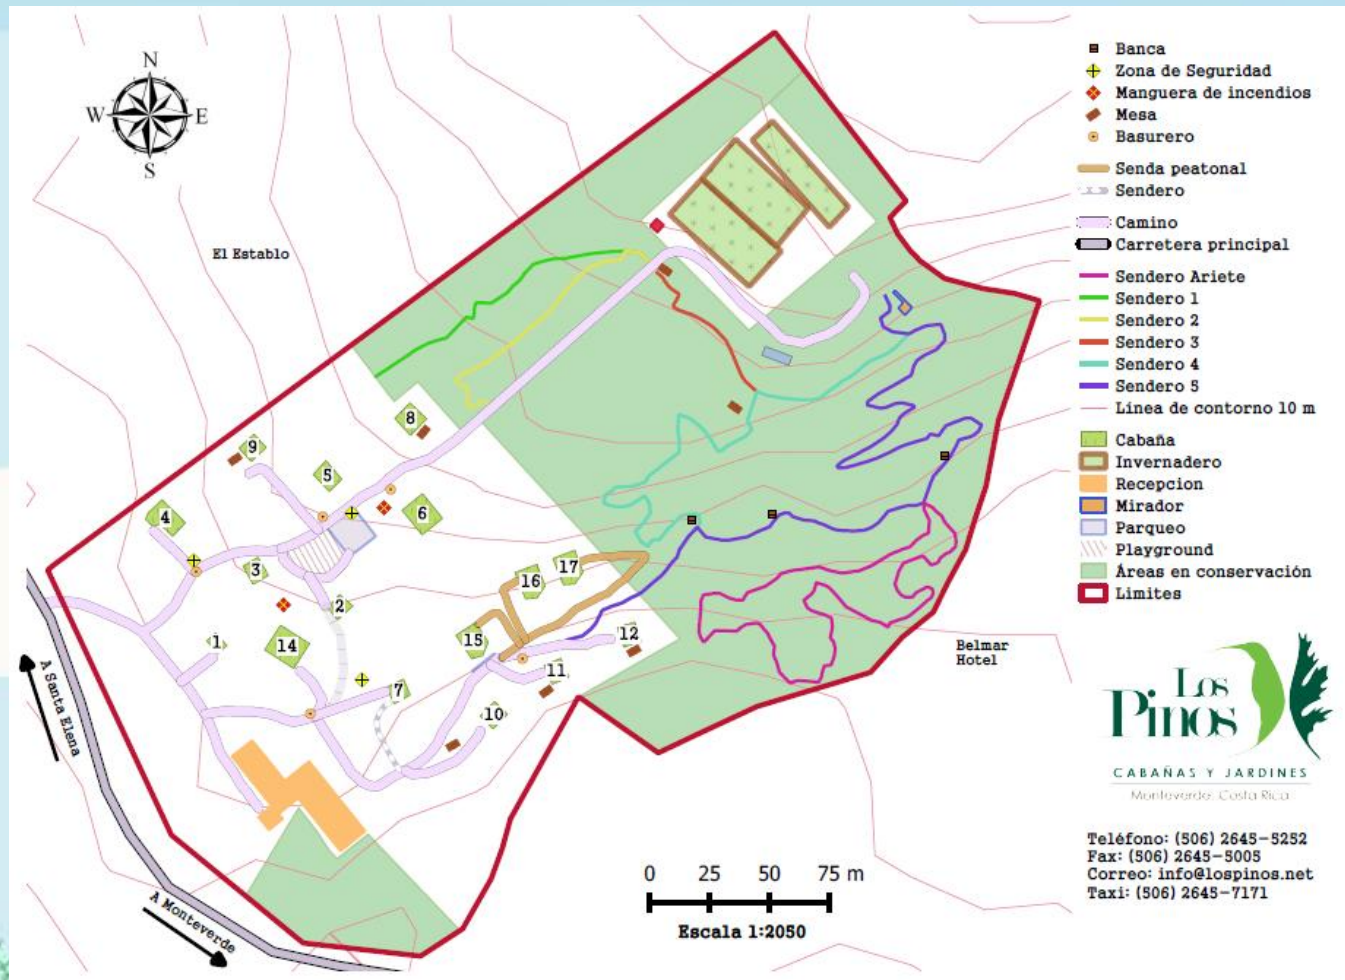 N
W E
S
El Establo
8
9
5
4
6
3
17
16
2
1
14
15
12
11
7
10
A Santa Elena
A Monteverde
Belmar
Hotel
0 25 50 75 m
Escala 1:2050
Banca
Zona de Seguridad
Manguera de incendios
Mesa
Basurero
Senda peatonal
Sendero
Camino
Carretera principal
Sendero Ariete
Sendero 1
Sendero 2
Sendero 3
Sendero 4
Sendero 5
Linea de contorno 10 m
Cabaña
Invernadero
Recepcion
Mirador
Parqueo
Playground
Áreas en conservación
Limites
Los
Pinos
CABAÑAS Y JARDINES
Monteverde, Costa Rica
Teléfono: (506) 2645-5252
Fax: (506) 2645-5005
Correo: info@lospinos.net
Taxi: (506) 2645-7171